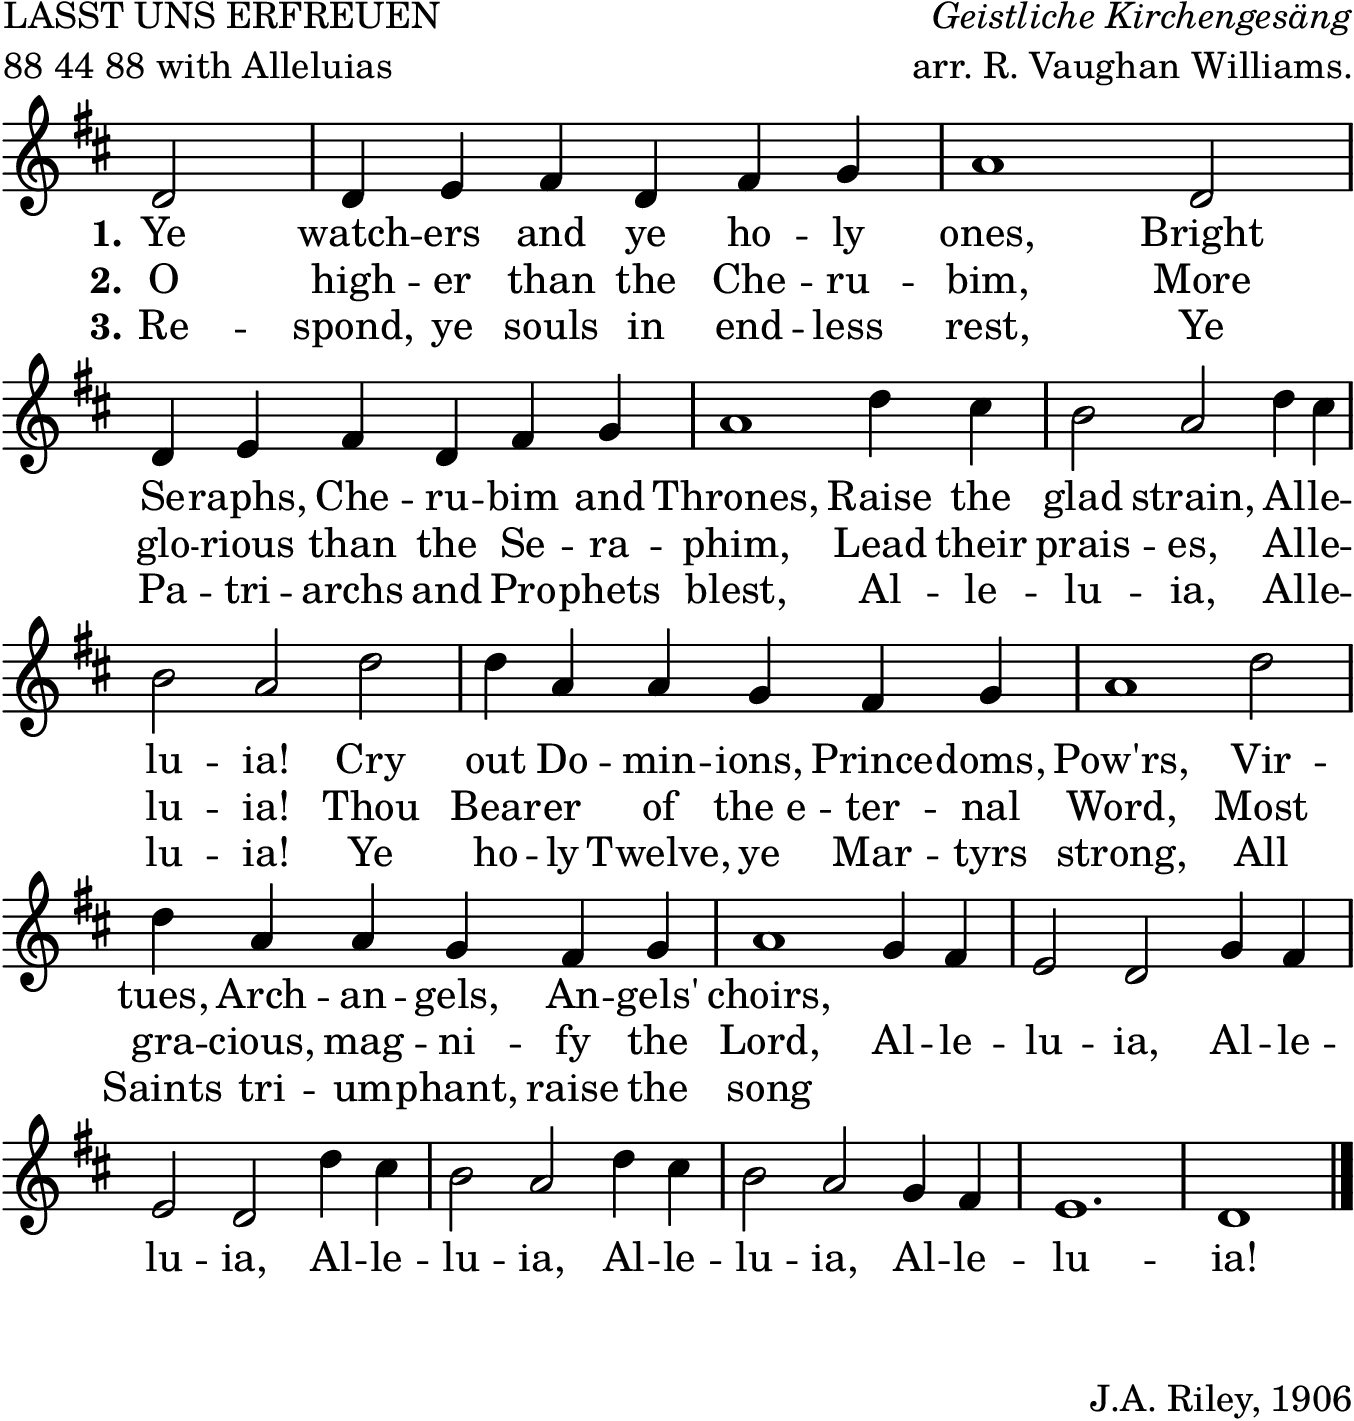 LASST UNS ERFREUEN
Geistliche Kirchengesäng
88 44 88 with Alleluias
arr. R. Vaughan Williams.
1. Ye watch -- ers and ye ho -- ly ones, Bright
2. O high -- er than the Che -- ru -- bim, More
3. Re -- spond, ye souls in end -- less rest, Ye
Seraphs, Che -- ru -- bim and Thrones, Raise the glad strain, Alle --
glo -- rious than the Se -- ra -- phim, Lead their prais -- es, Alle --
Pa -- tri -- archs and Prophets blest, Al -- le -- lu -- ia, Alle --
lu -- ia! Cry out Do -- min -- ions, Princedoms, Pow'rs, Vir --
lu -- ia! Thou Bearer of the e -- ter -- nal Word, Most
lu -- ia! Ye ho -- ly Twelve, ye Mar -- tyrs strong, All
tues, Arch -- an -- gels, An -- gels' choirs,
gra -- cious, mag -- ni -- fy the Lord, Al -- le -- lu -- ia, Al -- le --
Saints tri -- umphant, raise the song
lu -- ia, Al -- le -- lu -- ia, Al -- le -- lu -- ia, Al -- le -- lu -- ia!
J.A. Riley, 1906